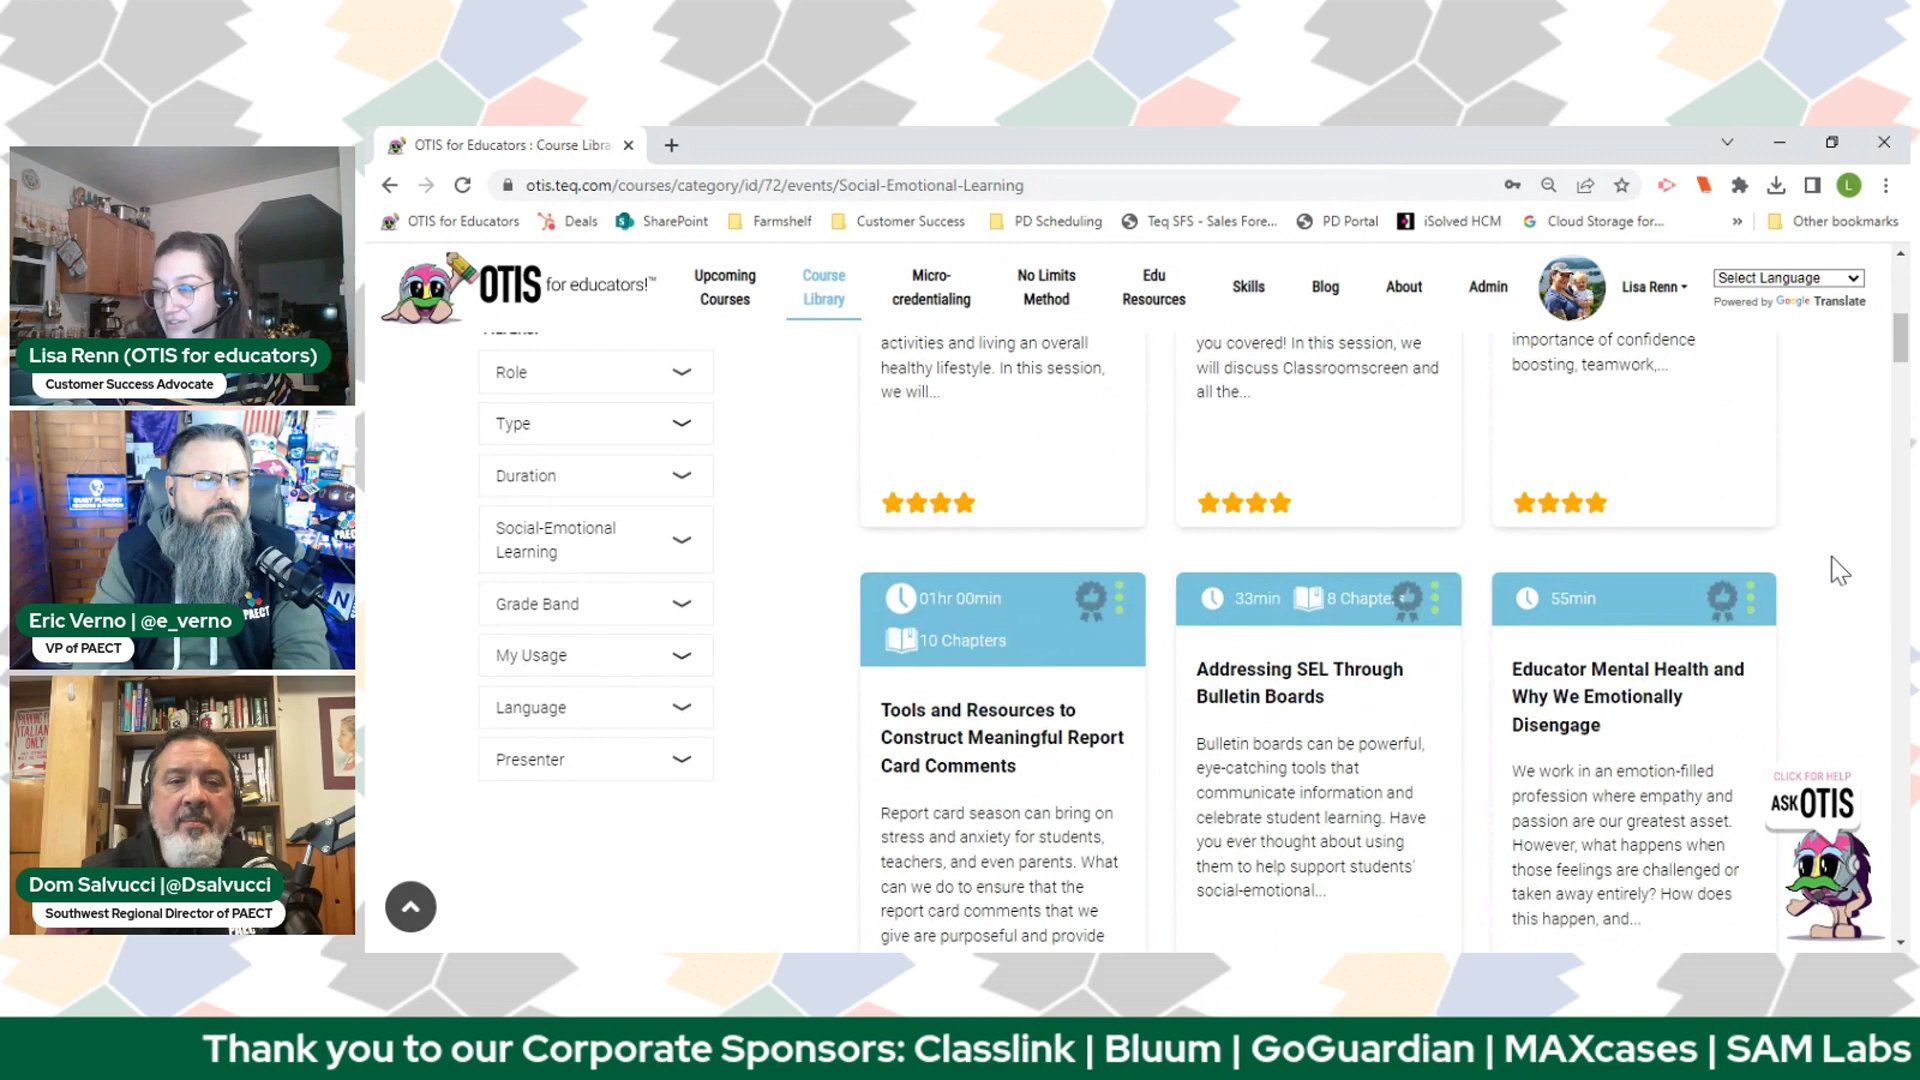 OTIS for Educators : Course Libra
otis.teq.com/courses/category/id/72/events/Social-Emotional-Learning
L
OTIS for Educators
Deals
SharePoint
Farmshelf
Customer Success
PD Scheduling
Teq SFS - Sales Fore...
PD Portal
iSolved HCM
Cloud Storage for...
»
Other bookmarks
OTIS for educators!™
Upcoming
Courses
Course
Library
Micro-
credentialing
No Limits
Method
Edu
Resources
Skills
Blog
About
Admin
Lisa Renn
Select Language
Powered by Google Translate
Role
Type
Duration
Social-Emotional
Learning
Grade Band
My Usage
Language
Presenter
activities and living an overall
healthy lifestyle. In this session,
we will...
you covered! In this session, we
will discuss Classroomscreen and
all the...
importance of confidence
boosting, teamwork,...
01hr 00min
10 Chapters
Tools and Resources to
Construct Meaningful Report
Card Comments
Report card season can bring on
stress and anxiety for students,
teachers, and even parents. What
can we do to ensure that the
report card comments that we
give are purposeful and provide
33min
8 Chapte
Addressing SEL Through
Bulletin Boards
Bulletin boards can be powerful,
eye-catching tools that
communicate information and
celebrate student learning. Have
you ever thought about using
them to help support students'
social-emotional...
55min
Educator Mental Health and
Why We Emotionally
Disengage
We work in an emotion-filled
profession where empathy and
passion are our greatest asset.
However, what happens when
those feelings are challenged or
taken away entirely? How does
this happen, and...
CLICK FOR HELP
ASK OTIS
Lisa Renn (OTIS for educators)
Customer Success Advocate
QUIET PLEASE!
PAECT
PAECT
N
Eric Verno | @e_verno
VP of PAECT
PARKING FOR
ITALIANS
ONLY
Dom Salvucci |@Dsalvucci
Southwest Regional Director of PAECT
Thank you to our Corporate Sponsors: Classlink | Bluum | GoGuardian | MAXcases | SAM Labs